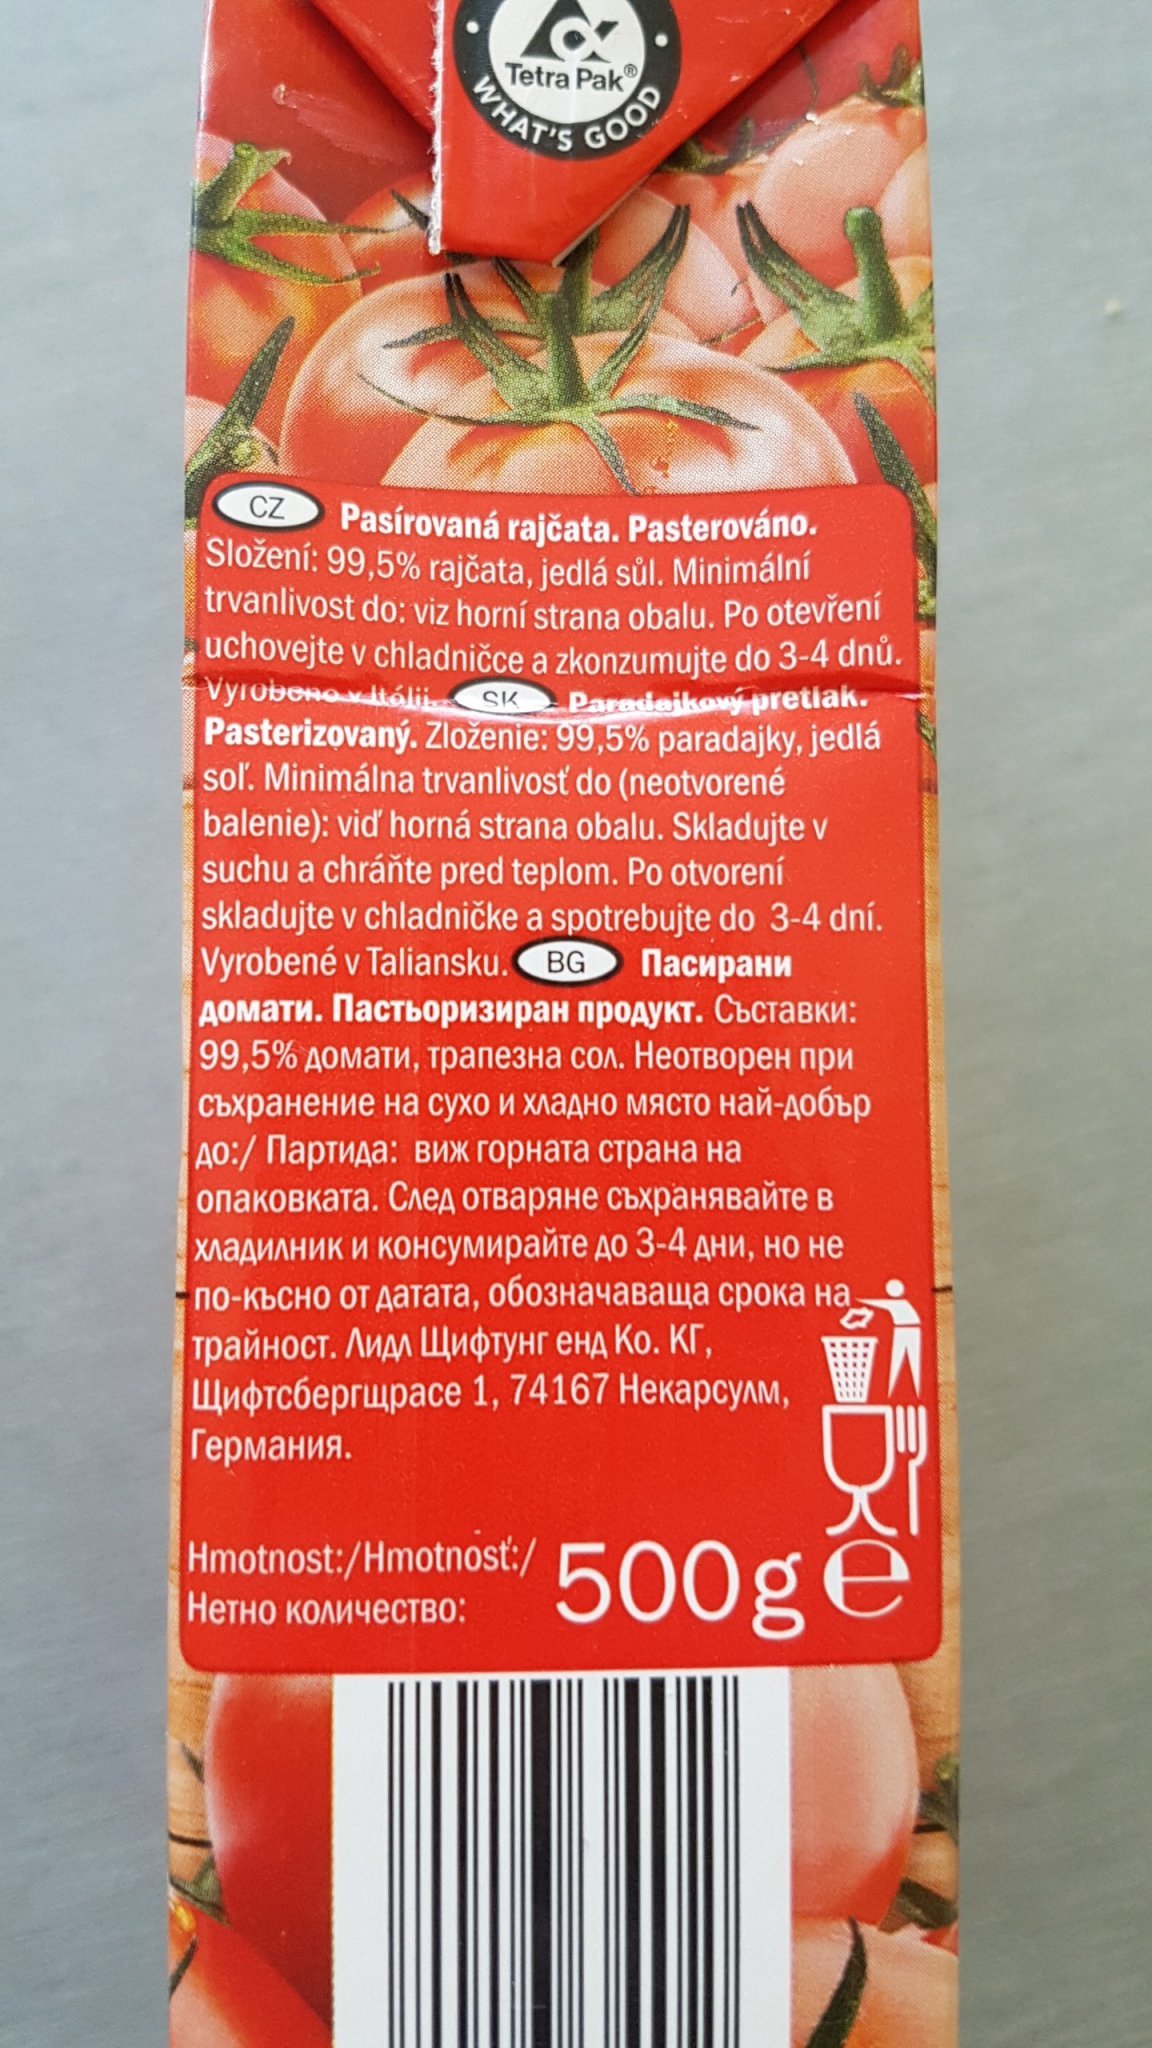 Tetra Pak®
WHAT'S GOOD
CZ Pasírovaná rajčata. Pasterováno.
Složení: 99,5% rajčata, jedlá sůl. Minimální
trvanlivost do: viz horní strana obalu. Po otevření
uchovejte v chladničce a zkonzumujte do 3-4 dnů.
Vyrobeno v Itálii. SK Paradajkový pretlak.
Pasterizovaný. Zloženie: 99,5% paradajky, jedlá
soľ. Minimálna trvanlivosť do (neotvorené
balenie): viď horná strana obalu. Skladujte v
suchu a chráňte pred teplom. Po otvorení
skladujte v chladničke a spotrebujte do 3-4 dní.
Vyrobené v Taliansku. BG Пасирани
домати. Пастьоризиран продукт. Съставки:
99,5% домати, трапезна сол. Неотворен при
съхранение на сухо и хладно място най-добър
до:/ Партида: виж горната страна на
опаковката. След отваряне съхранявайте в
хладилник и консумирайте до 3-4 дни, но не
по-късно от датата, обозначаваща срока на
трайност. Лидл Щифтунг енд Ко. КГ,
Щифтсбергщрасе 1, 74167 Некарсулм,
Германия.
Hmotnost:/Hmotnosť:/
Нетно количество:
500g e